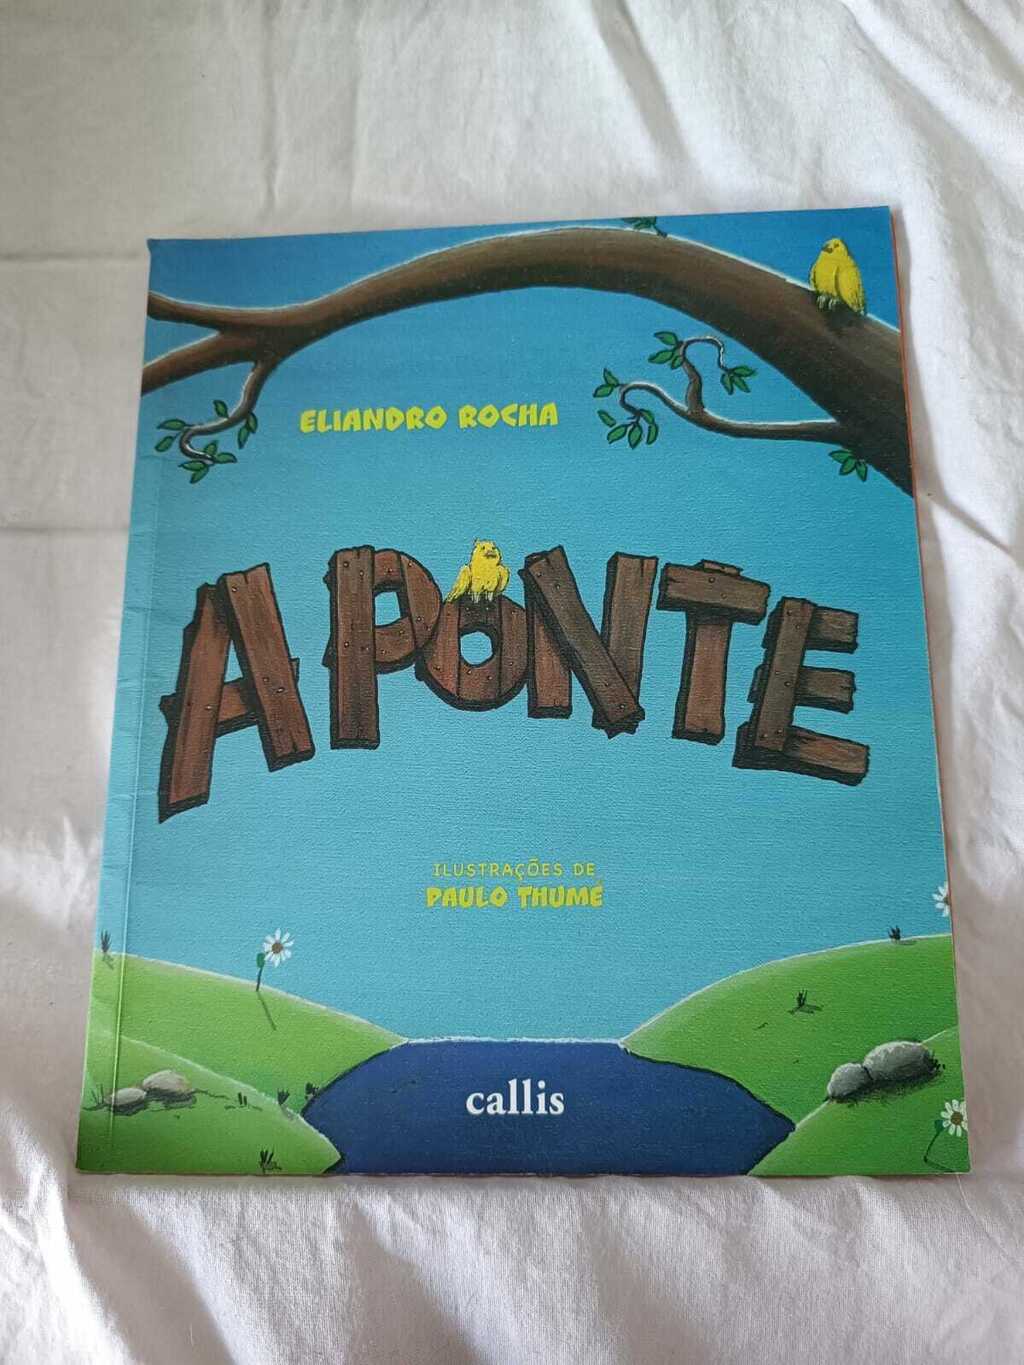 ELIANDRO ROCHA
A PONTE
ILUSTRAÇÕES DE
PAULO THUMÉ
callis